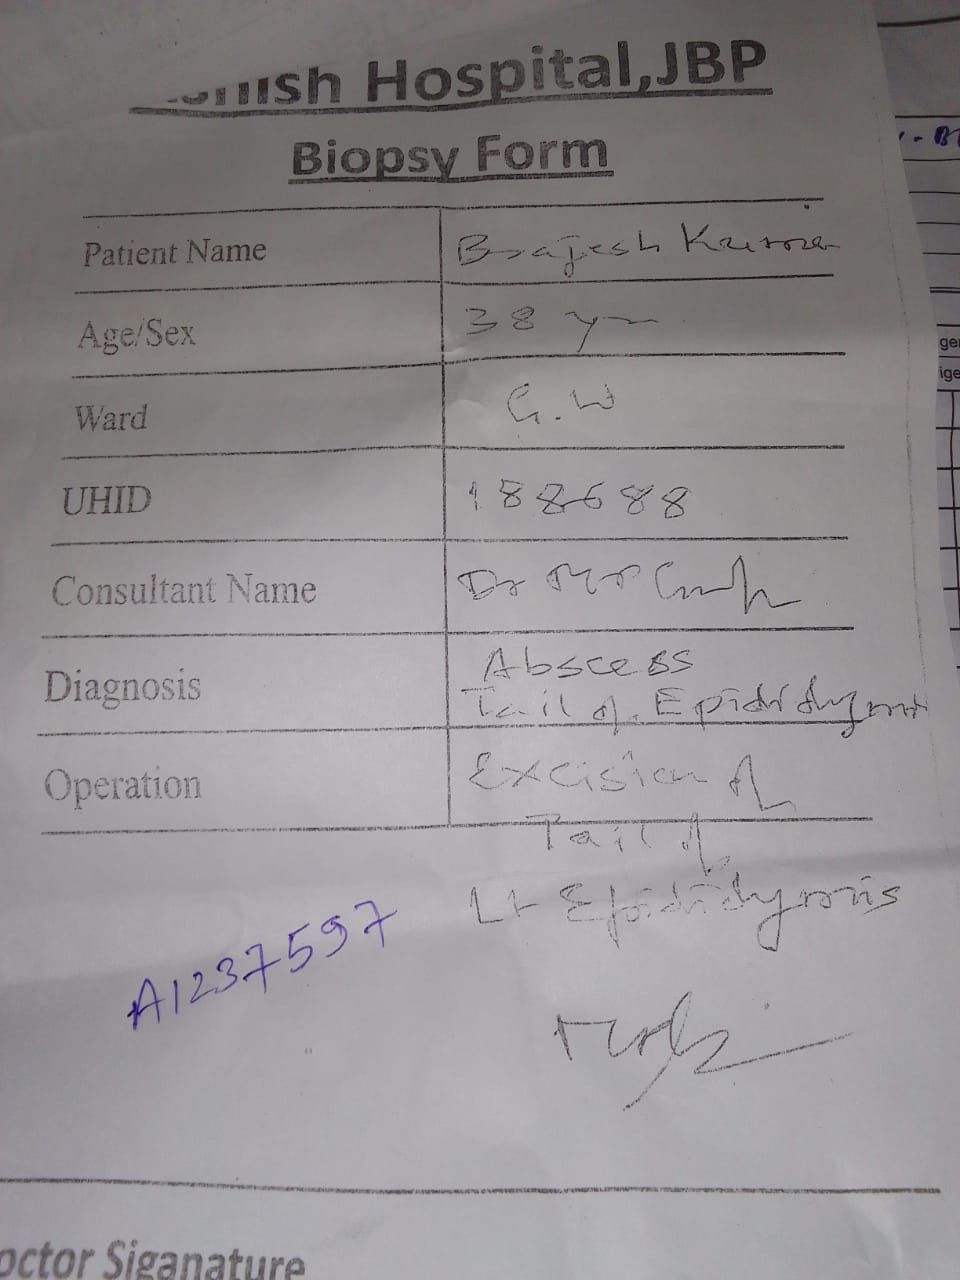 Hospital,JBP
Biopsy Form
Patient Name Brajesh Kumar
Age/Sex 38 yr
Ward G.W
UHID 188688
Consultant Name Dr
Diagnosis Abscess
Tail of Epididymis
Operation Excision of
Tail of
Lt Epididymis
A1237597
Siganature